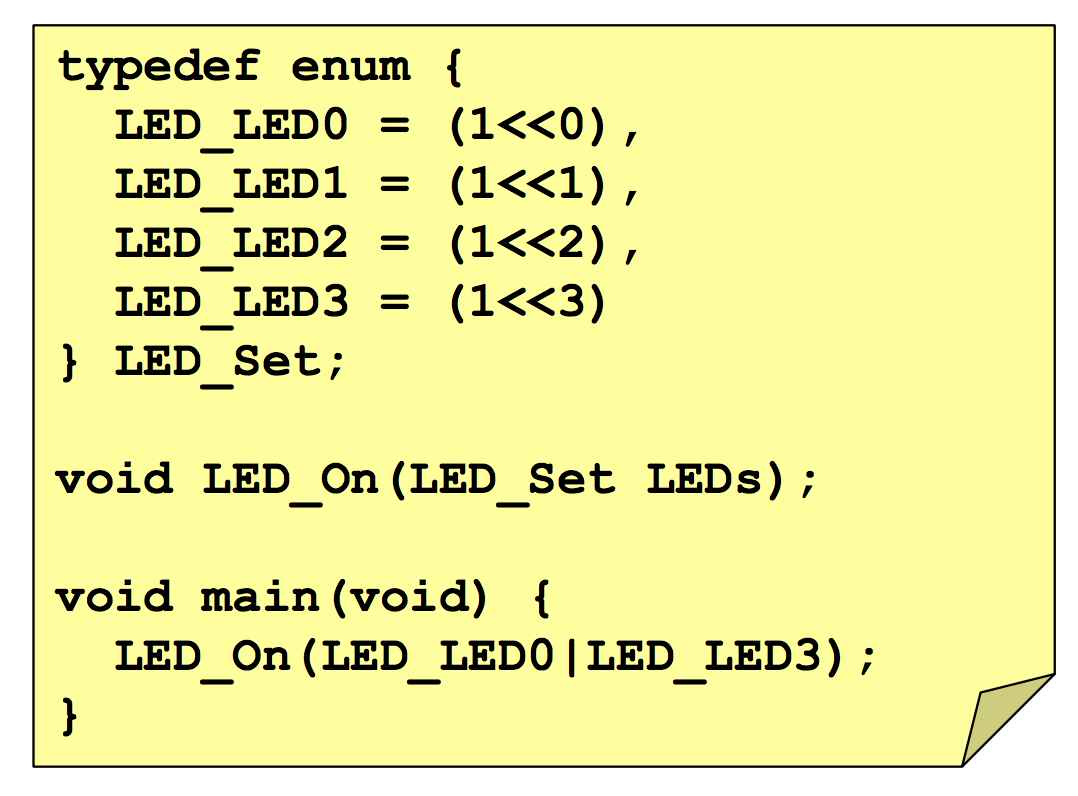 typedef enum {
  LED_LED0 = (1<<0),
  LED_LED1 = (1<<1),
  LED_LED2 = (1<<2),
  LED_LED3 = (1<<3)
} LED_Set;

void LED_On(LED_Set LEDs);

void main(void) {
  LED_On(LED_LED0|LED_LED3);
}